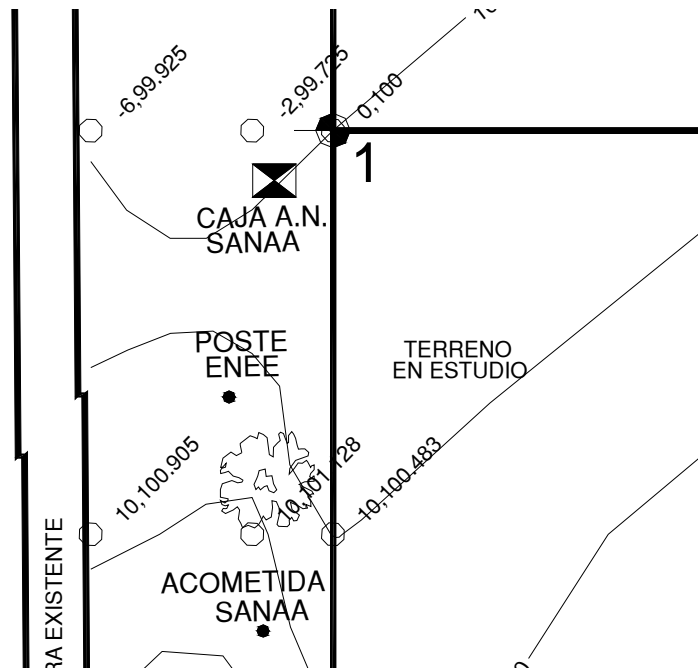 -6,99.925
-2,99.725
0,100
1
CAJA A.N.
SANAA
POSTE
ENEE
TERRENO
EN ESTUDIO
10,100.905
10,101.128
10,100.483
ACOMETIDA
SANAA
RA EXISTENTE